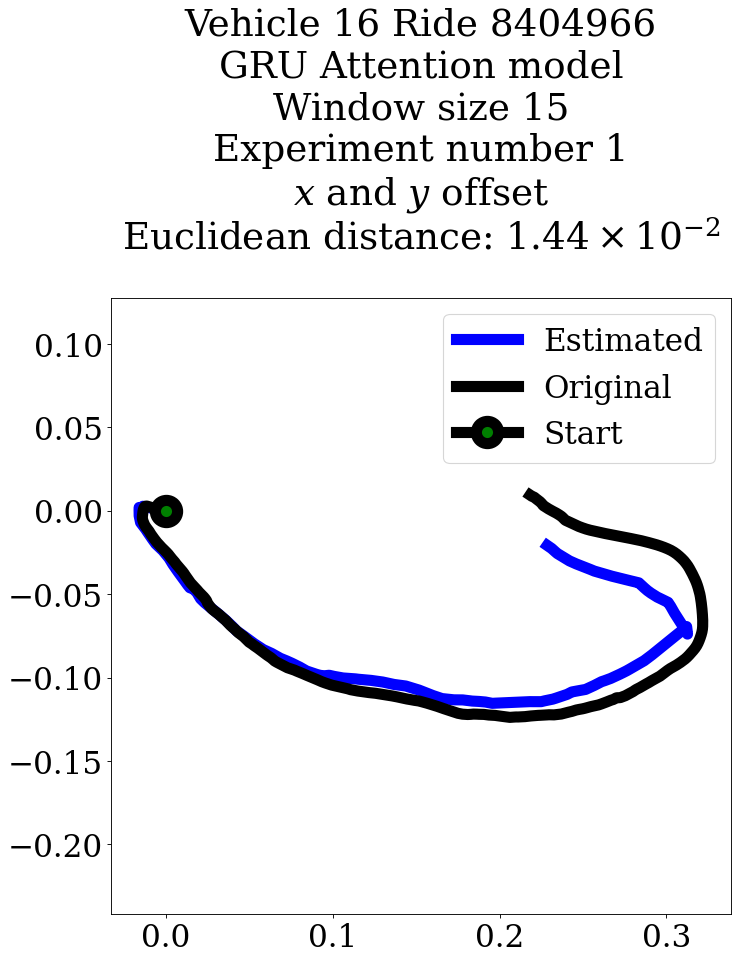 Vehicle 16 Ride 8404966
GRU Attention model
Window size 15
Experiment number 1
x and y offset
Euclidean distance: 1.44 × 10⁻²
Estimated
Original
Start
0.10
0.05
0.00
−0.05
−0.10
−0.15
−0.20
0.0 0.1 0.2 0.3